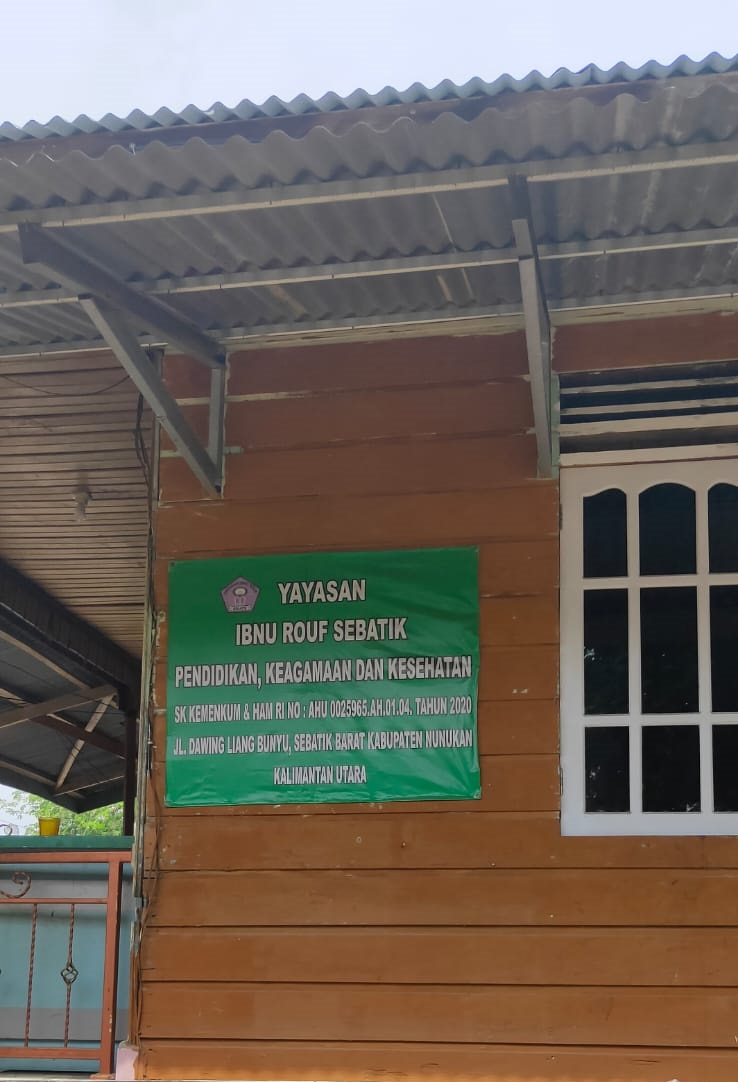 YAYASAN
IBNU ROUF SEBATIK
PENDIDIKAN, KEAGAMAAN DAN KESEHATAN
SK KEMENKUM & HAM RI NO : AHU 0025965.AH.01.04. TAHUN 2020
JL. DAWING LIANG BUNYU, SEBATIK BARAT KABUPATEN NUNUKAN
KALIMANTAN UTARA